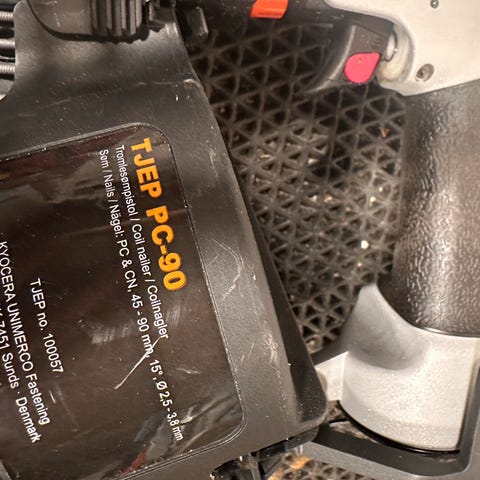 TJEP PC-90
Tromlesømpistol / Coil nailer / Coilnagler
Søm / Nails / Nägel: PC & CN. 45 - 90 mm, 15°, Ø 2,5 - 3,8 mm
TJEP no. 100057
KYOCERA UNIMERCO Fastening
7451 Sunds · Denmark